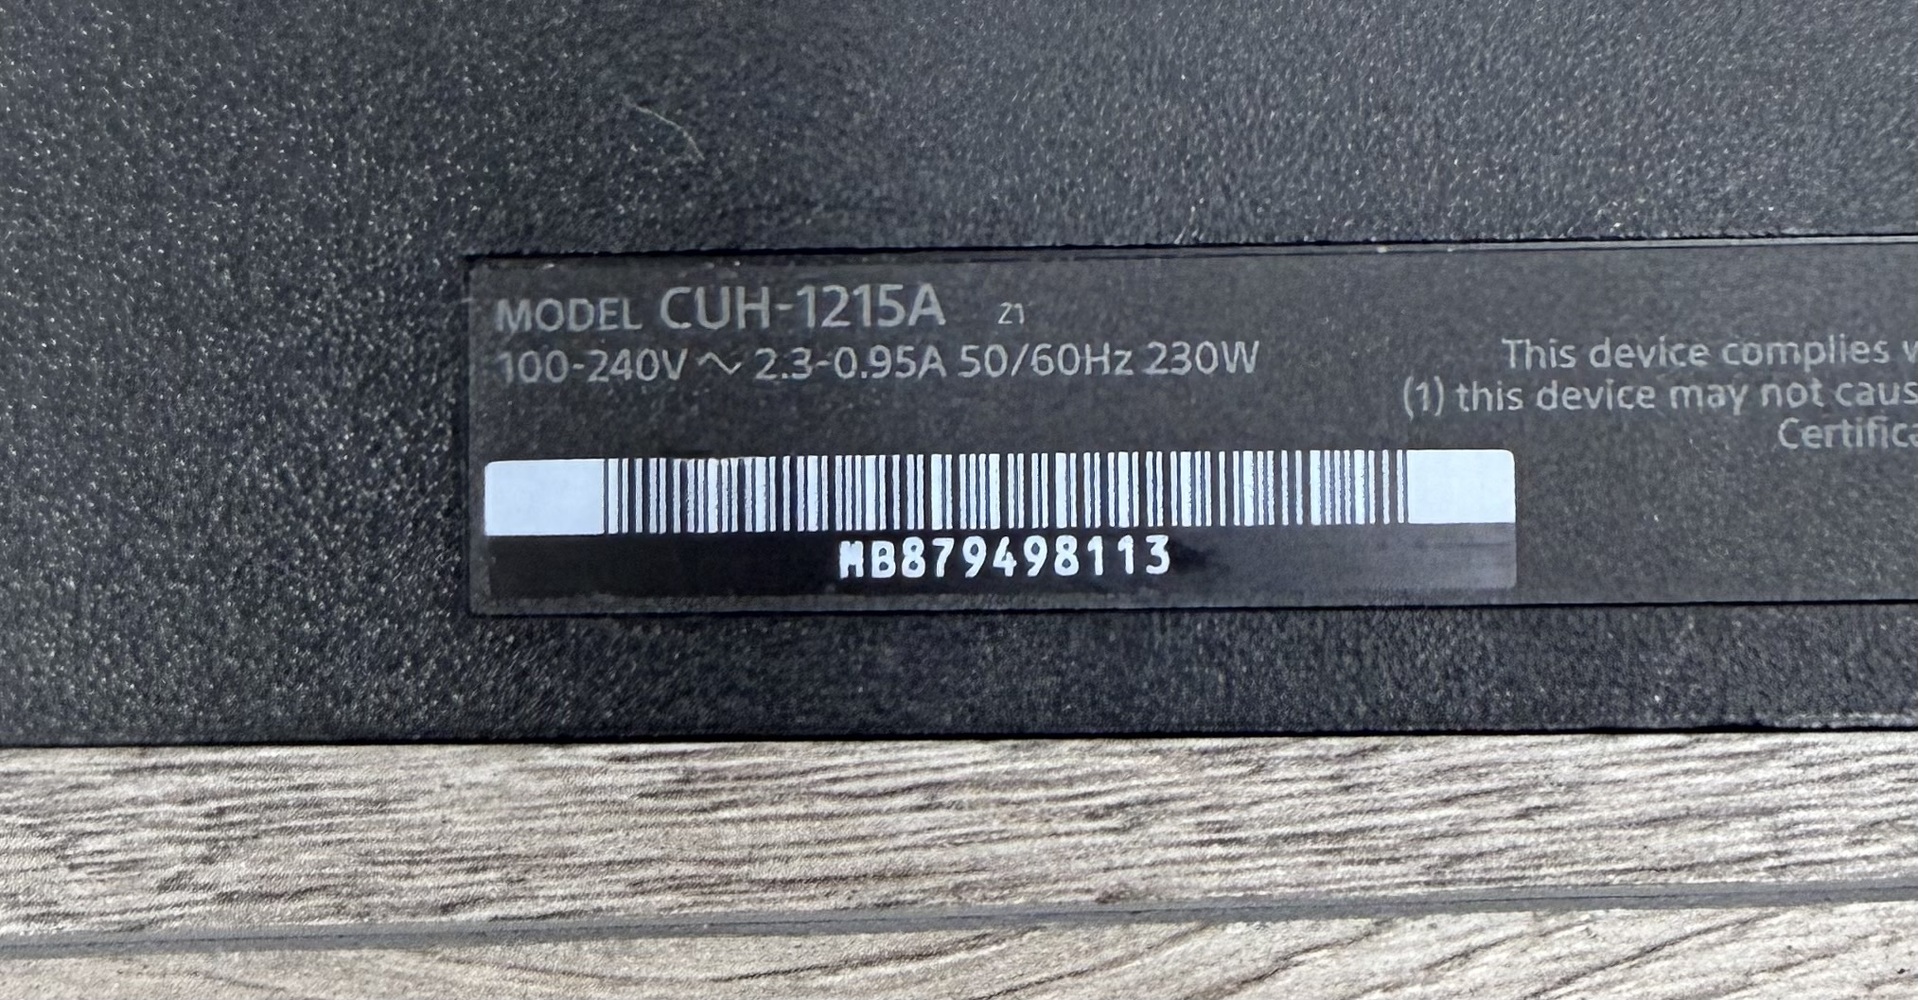 MODEL CUH-1215A Z1
100-240V ~ 2.3-0.95A 50/60Hz 230W
This device complies
(1) this device may not
MB879498113